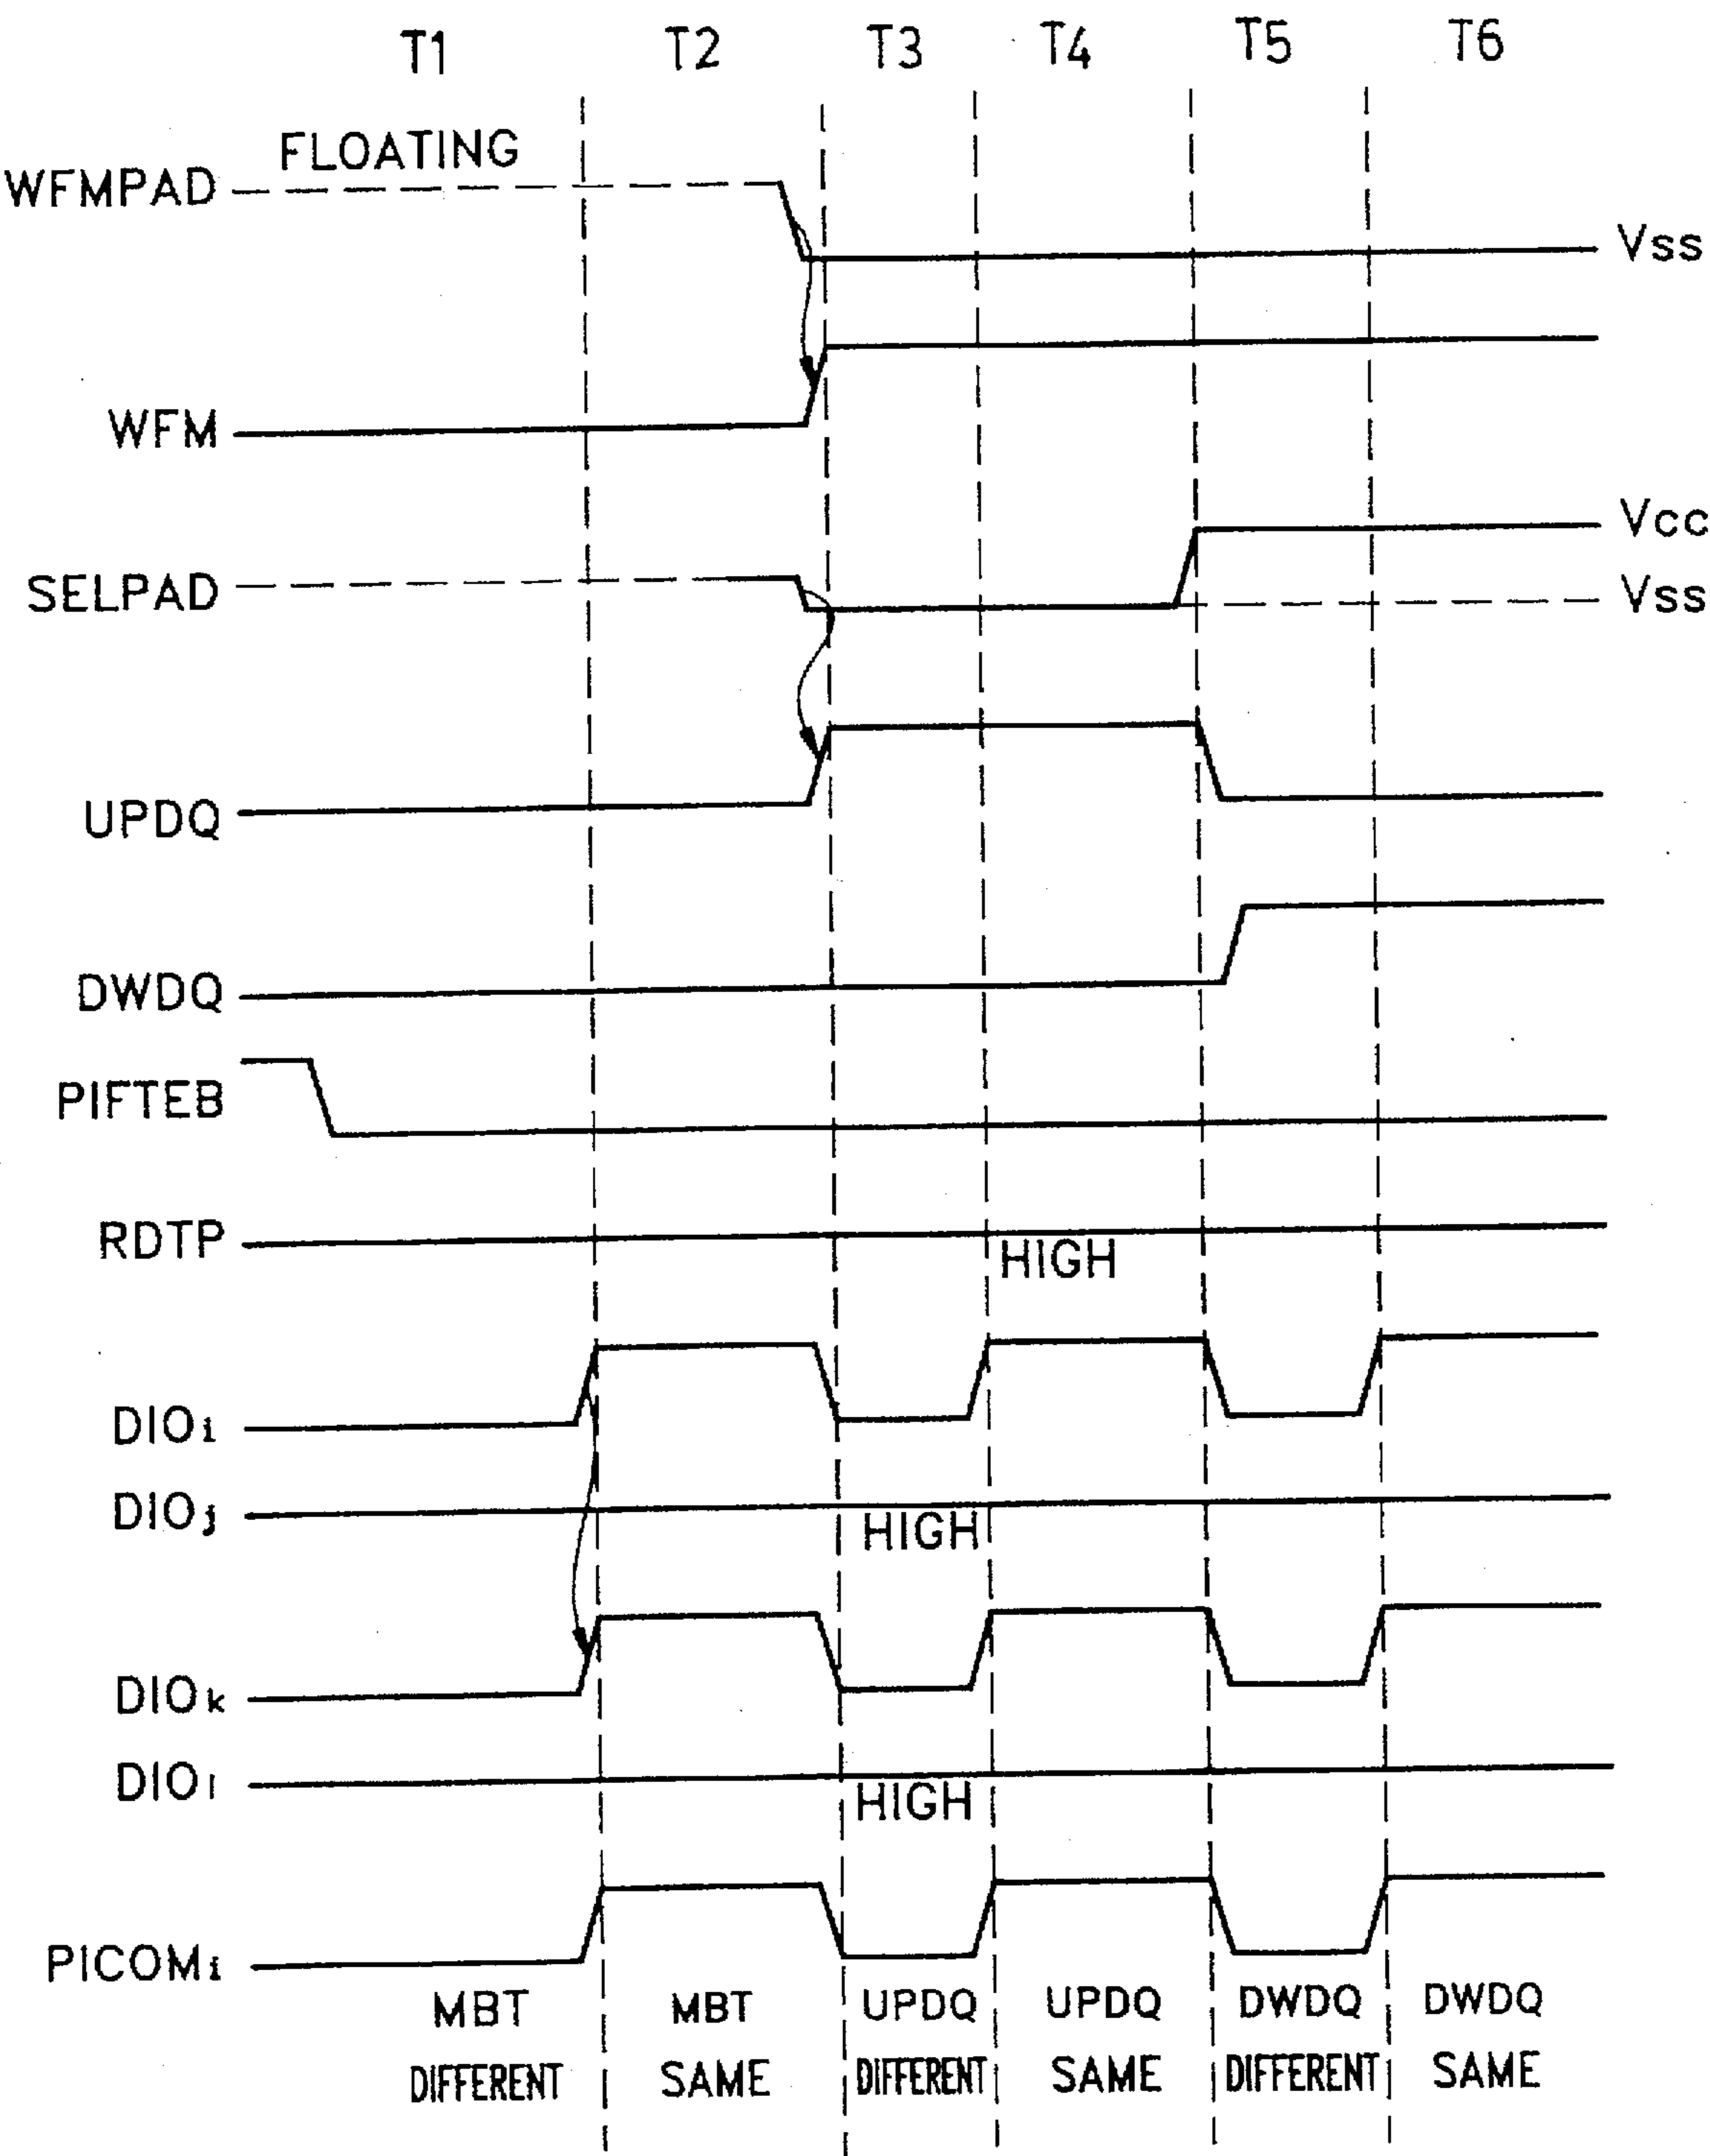 T1 T2 T3 T4 T5 T6
FLOATING
WFMPAD
Vss
WFM
Vcc
SELPAD
Vss
UPDQ
DWDQ
PIFTEB
RDTP
HIGH
DIOi
DIOj
HIGH
DIOk
DIOl
HIGH
PICOMi
MBT MBT UPDQ UPDQ DWDQ DWDQ
DIFFERENT SAME DIFFERENT SAME DIFFERENT SAME